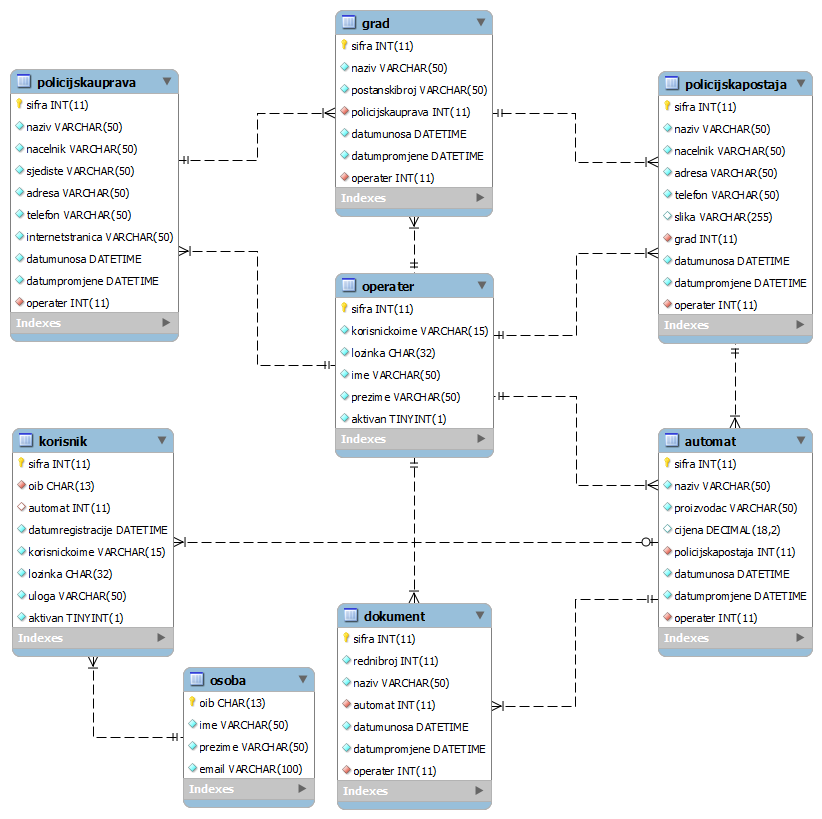 grad
sifra INT(11)
naziv VARCHAR(50)
postanskibroj VARCHAR(50)
policijskauprava INT(11)
datumunosa DATETIME
datumpromjene DATETIME
operater INT(11)
Indexes
policijskauprava
sifra INT(11)
naziv VARCHAR(50)
nacelnik VARCHAR(50)
sjediste VARCHAR(50)
adresa VARCHAR(50)
telefon VARCHAR(50)
internetstranica VARCHAR(50)
datumunosa DATETIME
datumpromjene DATETIME
operater INT(11)
Indexes
policijskapostaja
sifra INT(11)
naziv VARCHAR(50)
nacelnik VARCHAR(50)
adresa VARCHAR(50)
telefon VARCHAR(50)
slika VARCHAR(255)
grad INT(11)
datumunosa DATETIME
datumpromjene DATETIME
operater INT(11)
Indexes
operater
sifra INT(11)
korisnickoime VARCHAR(15)
lozinka CHAR(32)
ime VARCHAR(50)
prezime VARCHAR(50)
aktivan TINYINT(1)
Indexes
korisnik
sifra INT(11)
oib CHAR(13)
automat INT(11)
datumregistracije DATETIME
korisnickoime VARCHAR(15)
lozinka CHAR(32)
uloga VARCHAR(50)
aktivan TINYINT(1)
Indexes
automat
sifra INT(11)
naziv VARCHAR(50)
proizvodac VARCHAR(50)
cijena DECIMAL(18,2)
policijskapostaja INT(11)
datumunosa DATETIME
datumpromjene DATETIME
operater INT(11)
Indexes
dokument
sifra INT(11)
rednibroj INT(11)
naziv VARCHAR(50)
automat INT(11)
datumunosa DATETIME
datumpromjene DATETIME
operater INT(11)
Indexes
osoba
oib CHAR(13)
ime VARCHAR(50)
prezime VARCHAR(50)
email VARCHAR(100)
Indexes